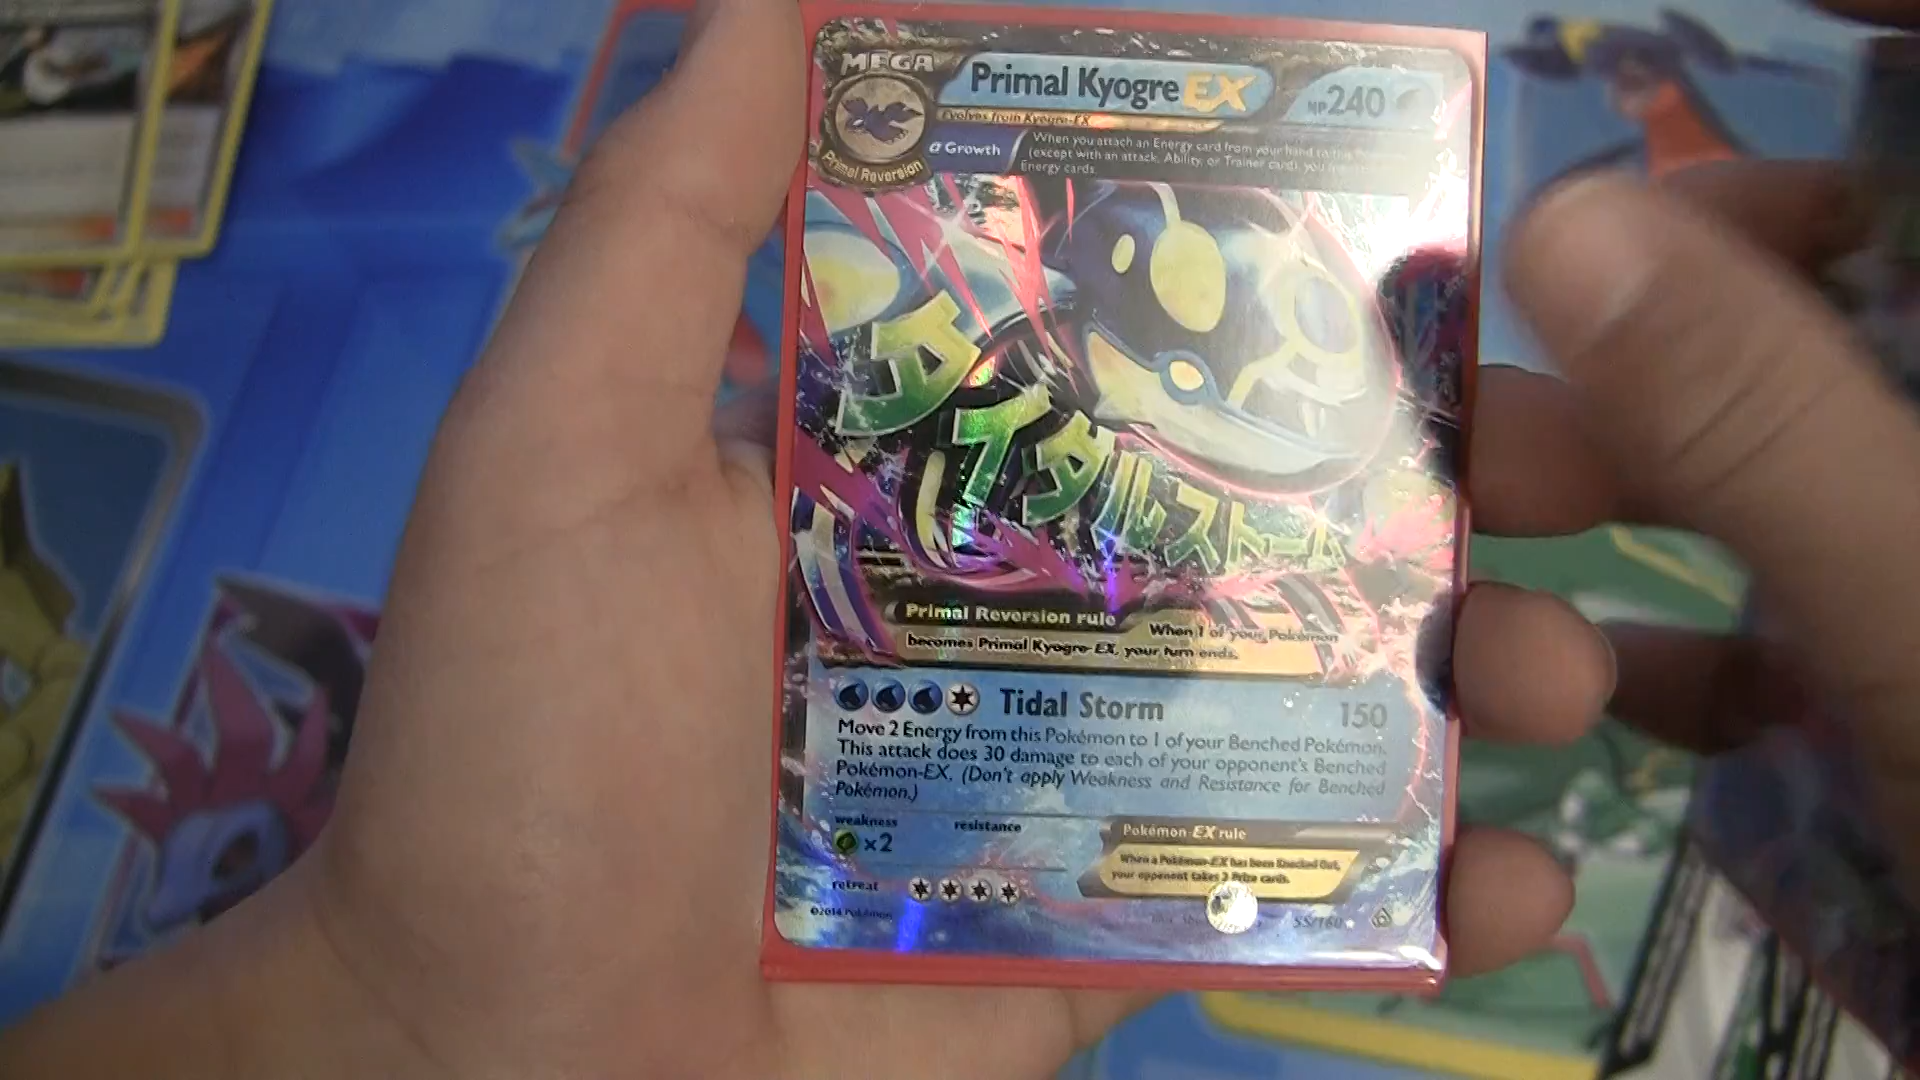 MEGA
Primal Kyogre EX
HP 240
Evolves from Kyogre-EX
Primal Reversion
α Growth
When you attach an Energy card from your hand to this
(except with an attack, Ability, or Trainer card), you
Energy cards.
タイダルストーム
Primal Reversion rule
When 1 of your Pokémon
becomes Primal Kyogre-EX, your turn ends.
Tidal Storm 150
Move 2 Energy from this Pokémon to 1 of your Benched Pokémon.
This attack does 30 damage to each of your opponent's Benched
Pokémon-EX. (Don't apply Weakness and Resistance for Benched
Pokémon.)
weakness
×2
resistance
retreat
Pokémon-EX rule
When a Pokémon-EX has been Knocked Out,
your opponent takes 2 Prize cards.
©2014 Pokémon
55/160